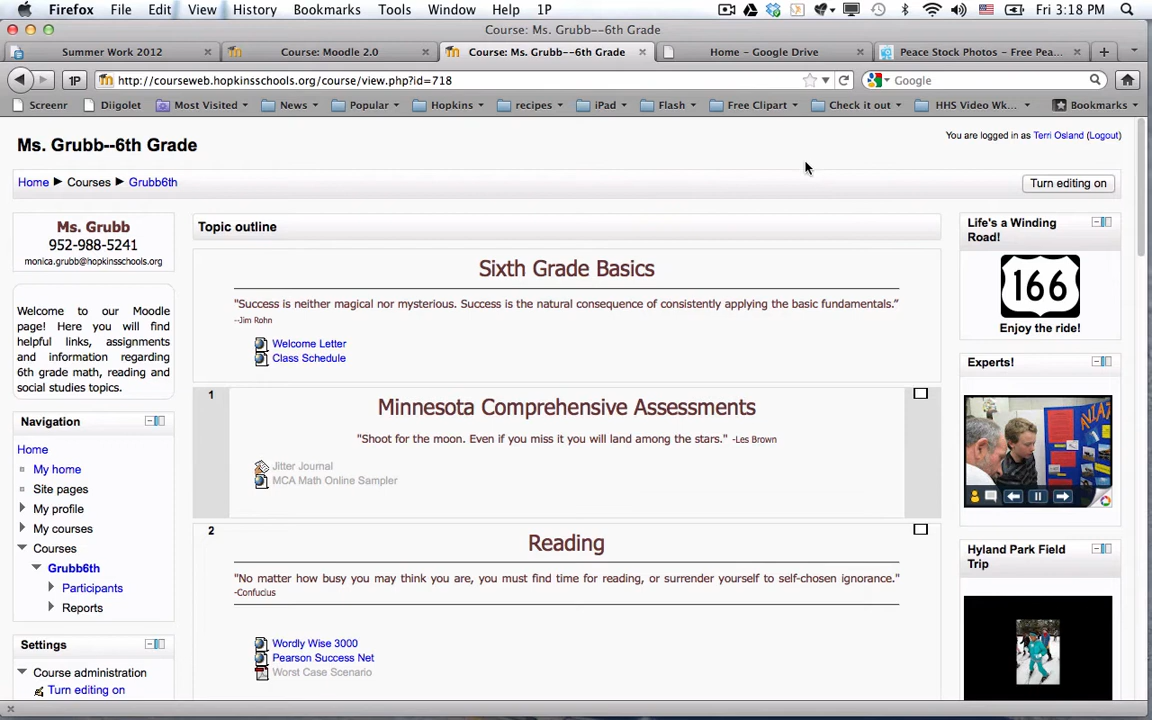 Firefox File Edit View History Bookmarks Tools Window Help 1P Fri 3:18 PM
Course: Ms. Grubb--6th Grade
Summer Work 2012 Course: Moodle 2.0 Course: Ms. Grubb--6th Grade Home - Google Drive Peace Stock Photos - Free Pea...
1P http://courseweb.hopkinsschools.org/course/view.php?id=718 Google
Screenr Diigolet Most Visited News Popular Hopkins recipes iPad Flash Free Clipart Check it out HHS Video Wk... Bookmarks
You are logged in as Terri Osland (Logout)
Ms. Grubb--6th Grade
Home ► Courses ► Grubb6th
Turn editing on
Ms. Grubb
952-988-5241
monica.grubb@hopkinsschools.org
Welcome to our Moodle
page! Here you will find
helpful links, assignments
and information regarding
6th grade math, reading and
social studies topics.
Navigation
Home
My home
Site pages
My profile
My courses
Courses
Grubb6th
Participants
Reports
Settings
Course administration
Turn editing on
Topic outline
Sixth Grade Basics
"Success is neither magical nor mysterious. Success is the natural consequence of consistently applying the basic fundamentals."
--Jim Rohn
Welcome Letter
Class Schedule
1
Minnesota Comprehensive Assessments
"Shoot for the moon. Even if you miss it you will land among the stars." -Les Brown
Jitter Journal
MCA Math Online Sampler
2
Reading
"No matter how busy you may think you are, you must find time for reading, or surrender yourself to self-chosen ignorance."
-Confucius
Wordly Wise 3000
Pearson Success Net
Worst Case Scenario
Life's a Winding
Road!
166
Enjoy the ride!
Experts!
AVIA
Hyland Park Field
Trip